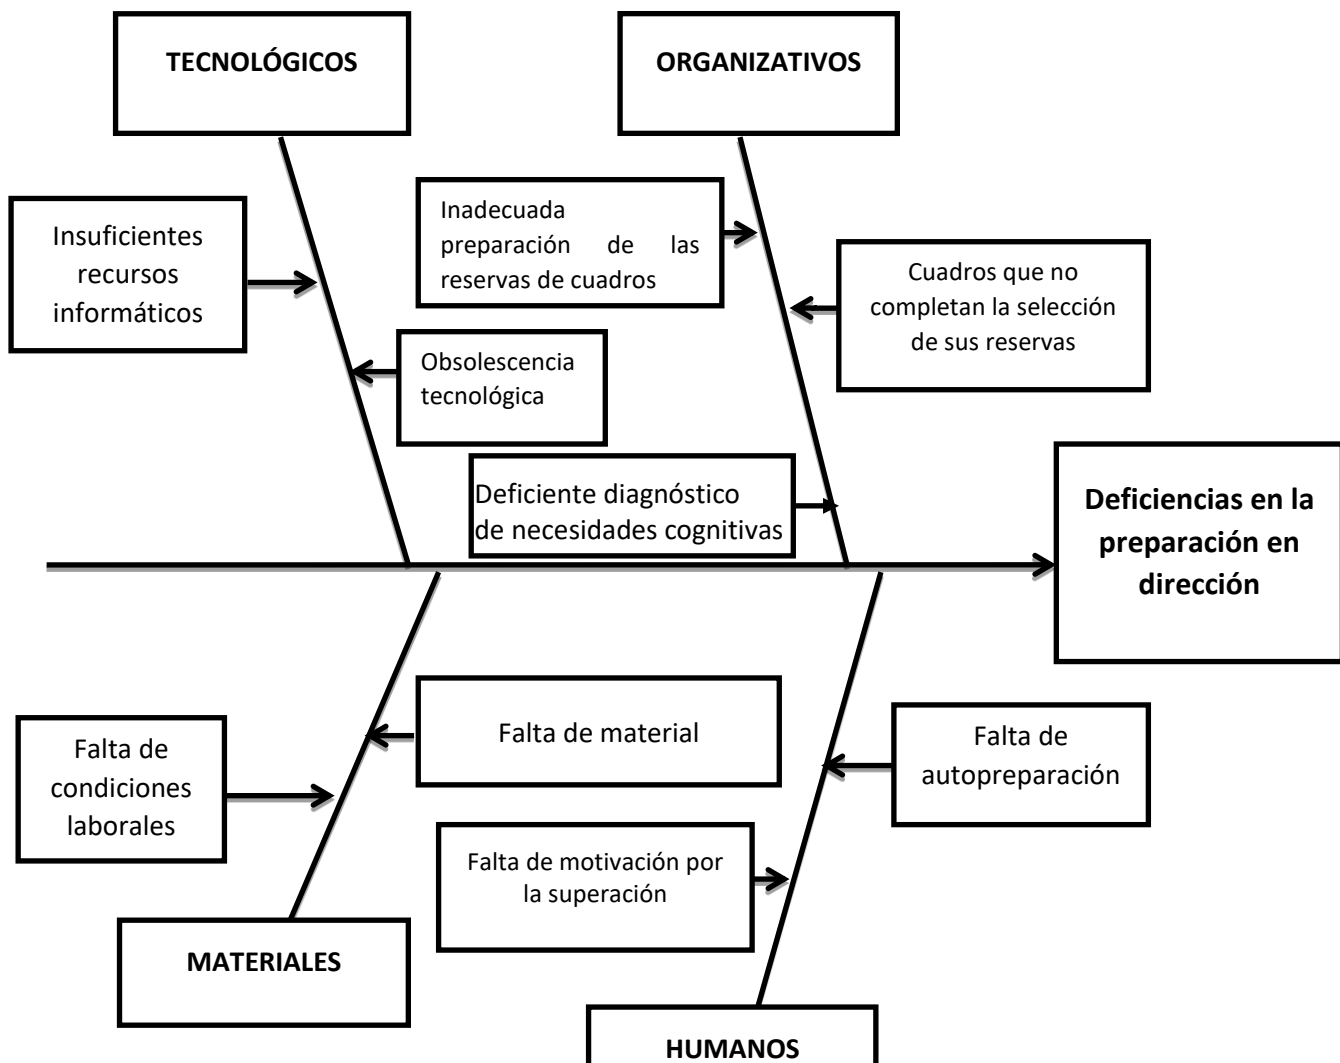 TECNOLÓGICOS
ORGANIZATIVOS
Insuficientes
recursos
informáticos
Inadecuada
preparación de las
reservas de cuadros
Cuadros que no
completan la selección
de sus reservas
Obsolescencia
tecnológica
Deficiente diagnóstico
de necesidades cognitivas
Deficiencias en la
preparación en
dirección
Falta de
condiciones
laborales
Falta de material
Falta de
autopreparación
Falta de motivación por
la superación
MATERIALES
HUMANOS